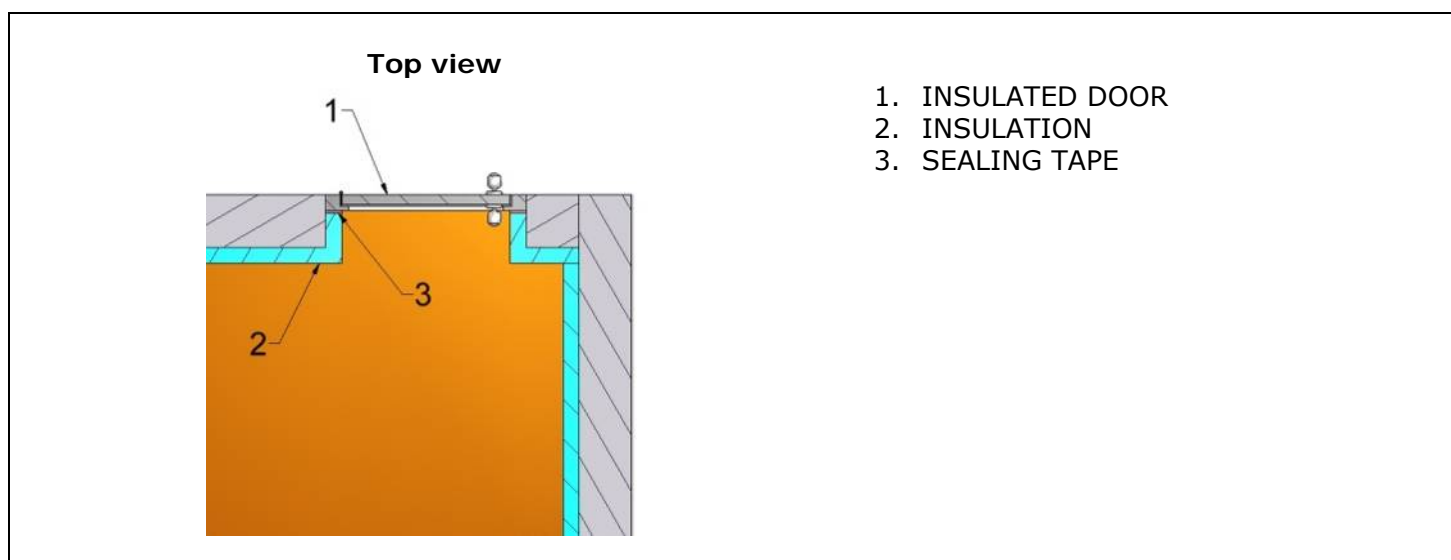 Top view
1
1. INSULATED DOOR
2. INSULATION
3. SEALING TAPE
3
2